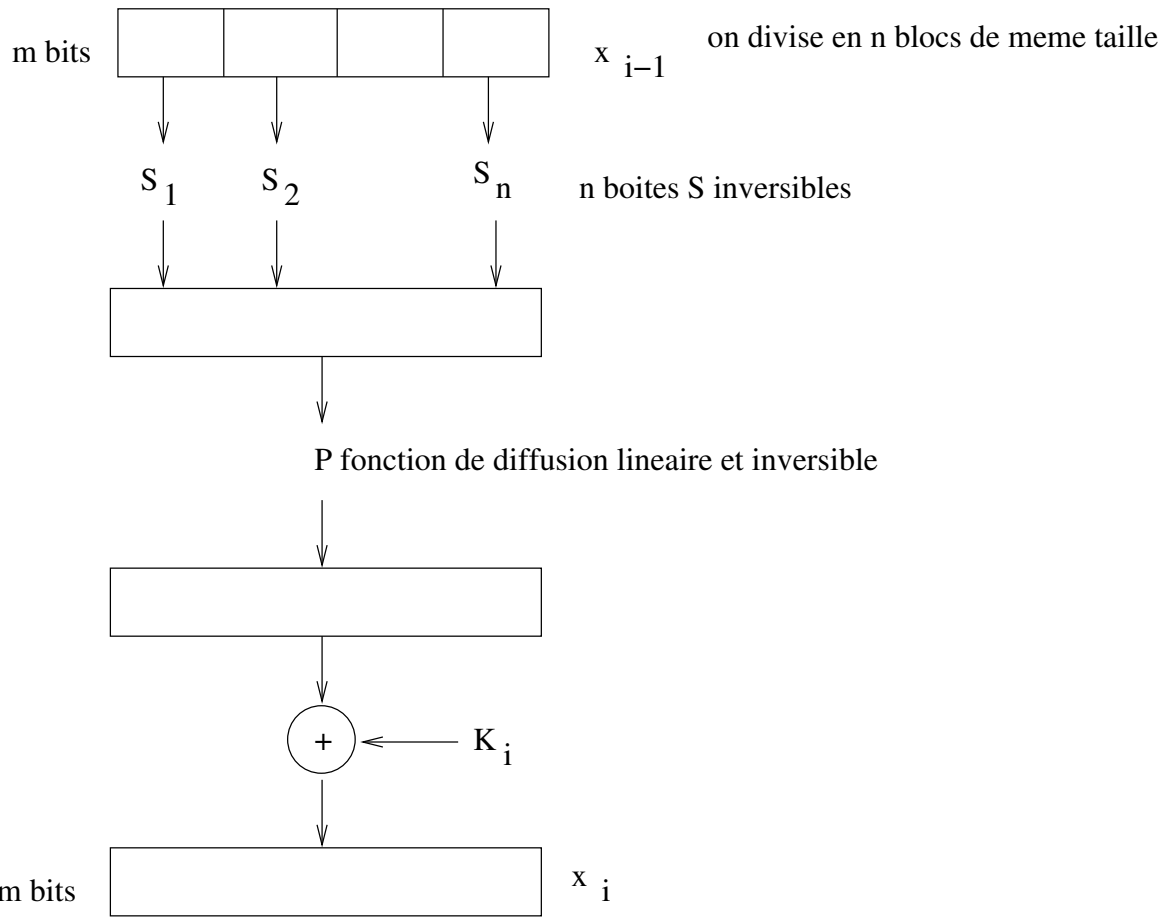 m bits
x i−1
on divise en n blocs de meme taille
S 1
S 2
S n
n boites S inversibles
P fonction de diffusion lineaire et inversible
+
K i
m bits
x i